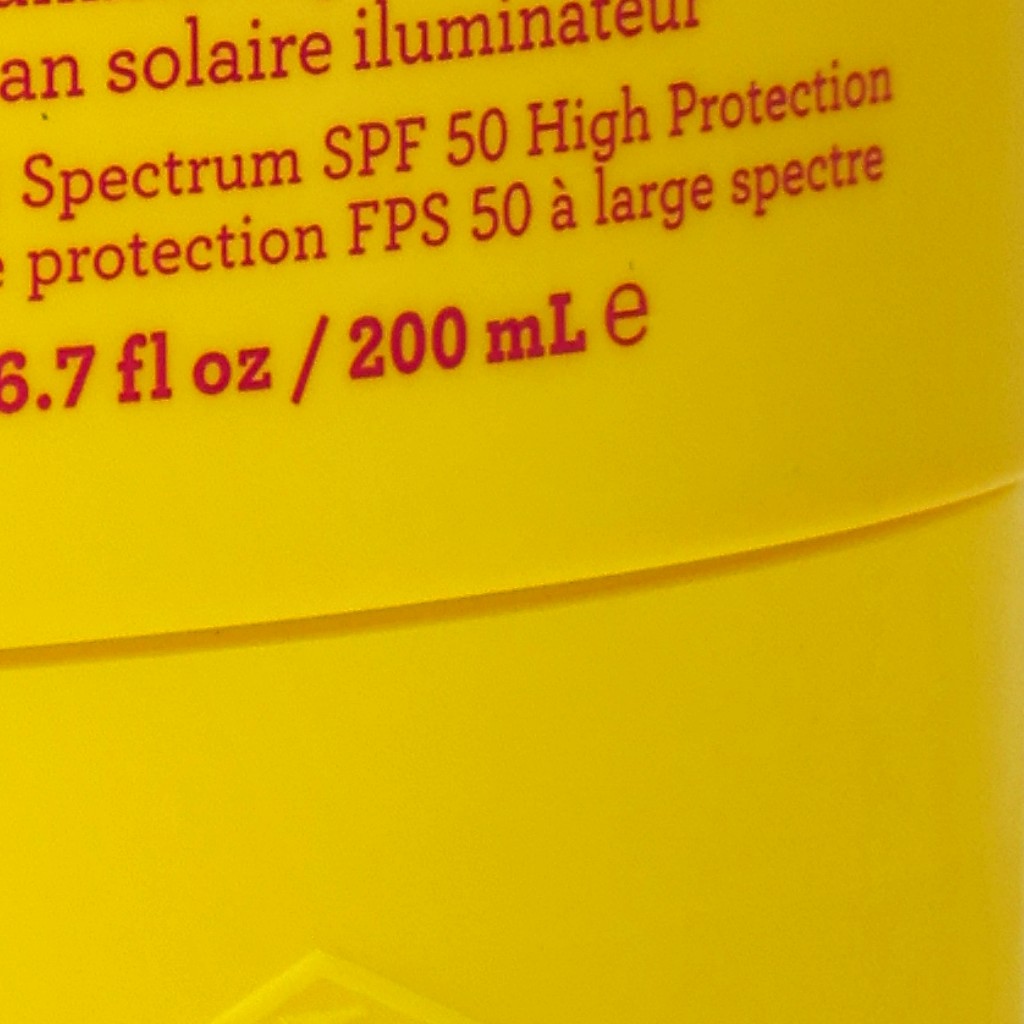 an solaire iluminateur
Spectrum SPF 50 High Protection
e protection FPS 50 à large spectre
6.7 fl oz / 200 mL e